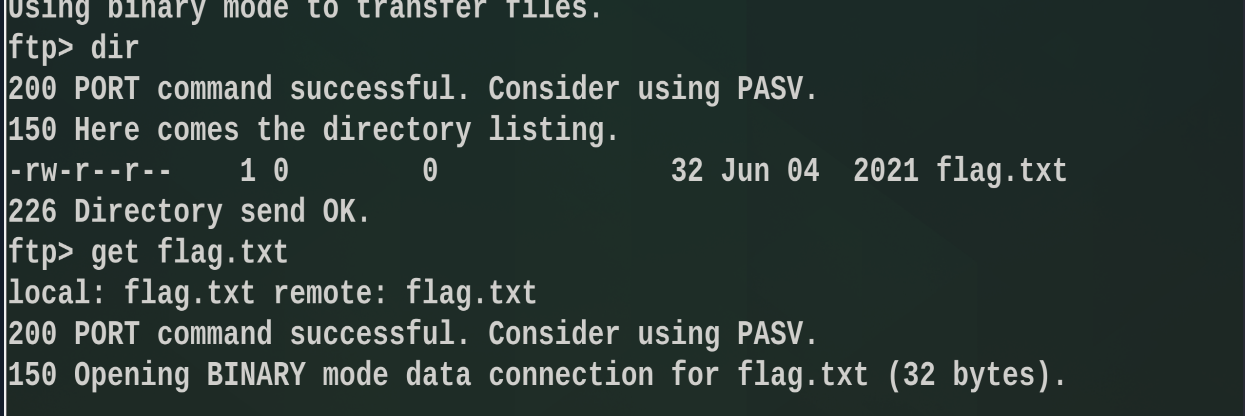 Using binary mode to transfer files.
ftp> dir
200 PORT command successful. Consider using PASV.
150 Here comes the directory listing.
-rw-r--r--    1 0        0              32 Jun 04  2021 flag.txt
226 Directory send OK.
ftp> get flag.txt
local: flag.txt remote: flag.txt
200 PORT command successful. Consider using PASV.
150 Opening BINARY mode data connection for flag.txt (32 bytes).